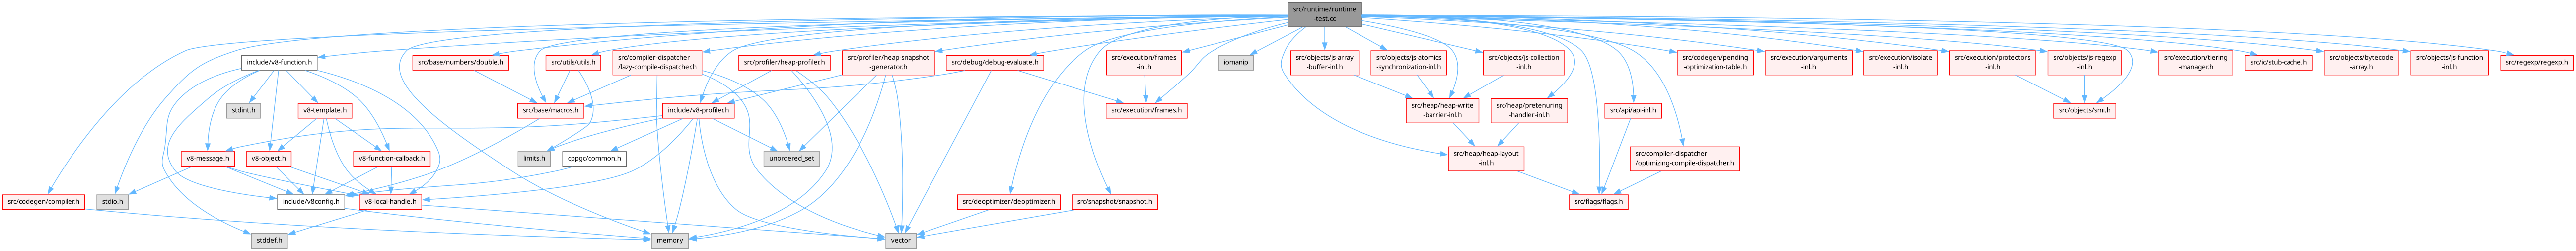 src/runtime/runtime
-test.cc
include/v8-function.h
src/base/numbers/double.h
src/utils/utils.h
src/compiler-dispatcher
/lazy-compile-dispatcher.h
src/profiler/heap-profiler.h
src/profiler/heap-snapshot
-generator.h
src/debug/debug-evaluate.h
src/execution/frames
-inl.h
iomanip
src/objects/js-array
-buffer-inl.h
src/objects/js-atomics
-synchronization-inl.h
src/objects/js-collection
-inl.h
src/codegen/pending
-optimization-table.h
src/execution/arguments
-inl.h
src/execution/isolate
-inl.h
src/execution/protectors
-inl.h
src/objects/js-regexp
-inl.h
src/execution/tiering
-manager.h
src/ic/stub-cache.h
src/objects/bytecode
-array.h
src/objects/js-function
-inl.h
src/regexp/regexp.h
stdint.h
v8-template.h
src/base/macros.h
include/v8-profiler.h
src/execution/frames.h
src/heap/heap-write
-barrier-inl.h
src/heap/pretenuring
-handler-inl.h
src/api/api-inl.h
src/objects/smi.h
v8-message.h
v8-object.h
v8-function-callback.h
limits.h
cppgc/common.h
unordered_set
src/heap/heap-layout
-inl.h
src/compiler-dispatcher
/optimizing-compile-dispatcher.h
src/codegen/compiler.h
stdio.h
include/v8config.h
v8-local-handle.h
src/deoptimizer/deoptimizer.h
src/snapshot/snapshot.h
src/flags/flags.h
stddef.h
memory
vector